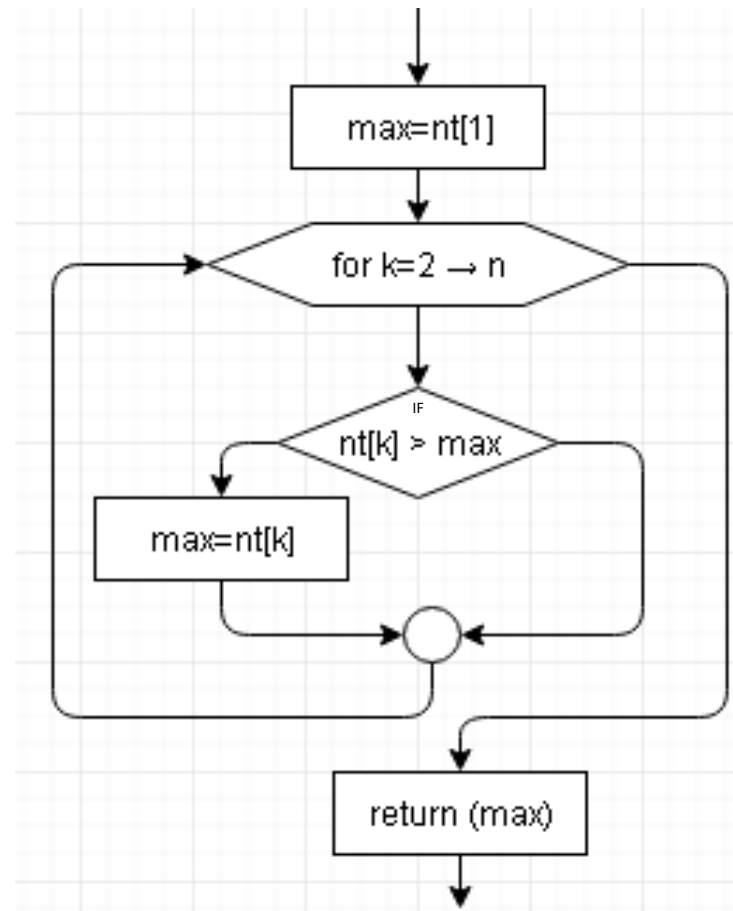 max=nt[1]
for k=2 → n
IF
nt[k] > max
max=nt[k]
return (max)